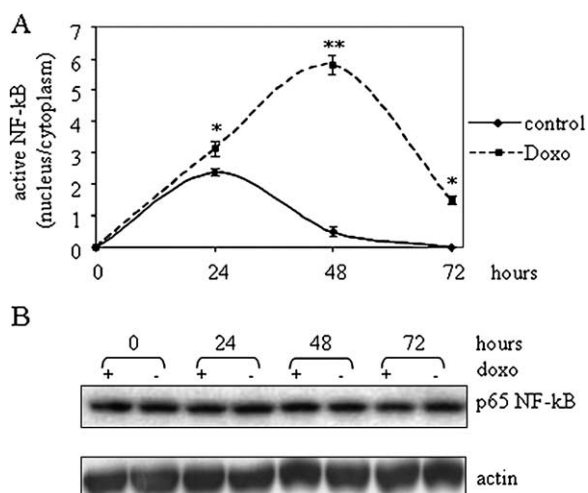 A
active NF-kB
(nucleus/cytoplasm)
7
6
5
4
3
2
1
0
*
**
*
control
Doxo
0 24 48 72 hours
B
0 24 48 72 hours
+ - + - + - + - doxo
p65 NF-kB
actin